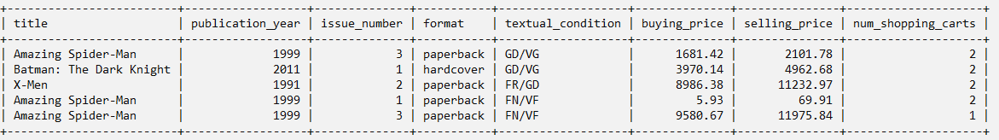 +-------------------------+------------------+--------------+-----------+-------------------+--------------+---------------+--------------------+
| title                   | publication_year | issue_number | format    | textual_condition | buying_price | selling_price | num_shopping_carts |
+-------------------------+------------------+--------------+-----------+-------------------+--------------+---------------+--------------------+
| Amazing Spider-Man      |             1999 |            3 | paperback | GD/VG             |      1681.42 |       2101.78 |                  2 |
| Batman: The Dark Knight |             2011 |            1 | hardcover | GD/VG             |      3970.14 |       4962.68 |                  2 |
| X-Men                   |             1991 |            2 | paperback | FR/GD             |      8986.38 |      11232.97 |                  2 |
| Amazing Spider-Man      |             1999 |            1 | paperback | FN/VF             |         5.93 |         69.91 |                  2 |
| Amazing Spider-Man      |             1999 |            3 | paperback | FN/VF             |      9580.67 |      11975.84 |                  1 |
+-------------------------+------------------+--------------+-----------+-------------------+--------------+---------------+--------------------+